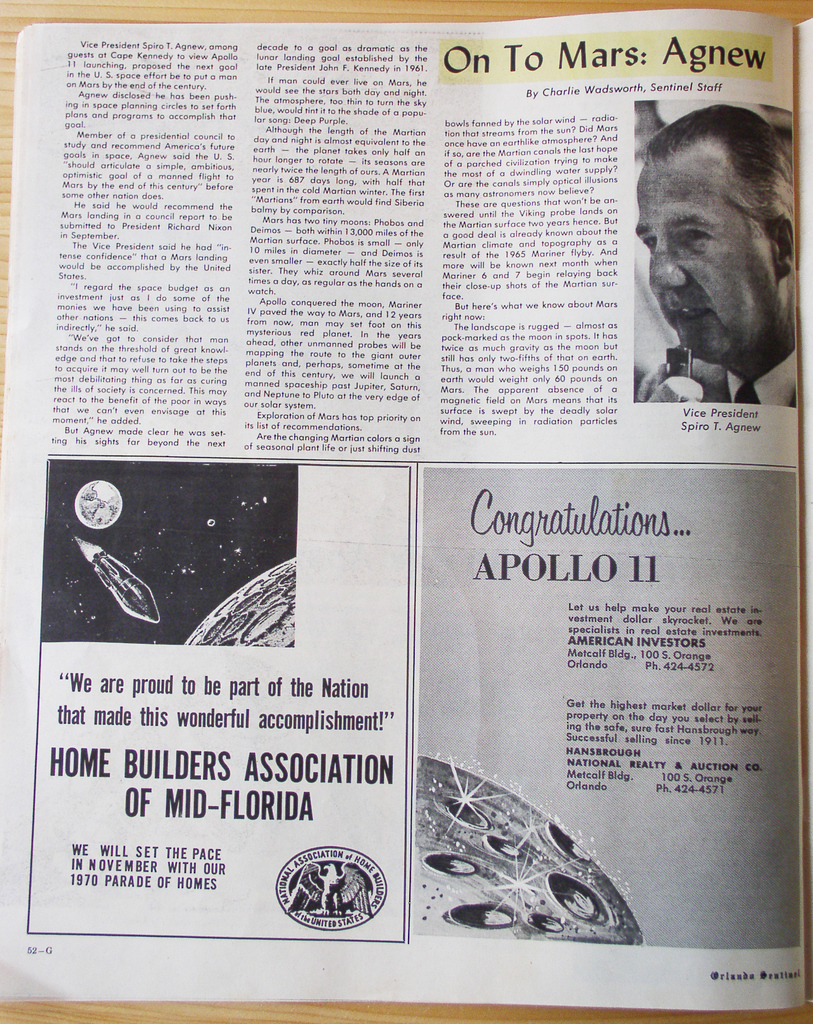 On To Mars: Agnew
By Charlie Wadsworth, Sentinel Staff
Vice President Spiro T. Agnew, among
guests at Cape Kennedy to view Apollo
11 launching, proposed the next goal
in the U. S. space effort be to put a man
on Mars by the end of the century.
Agnew disclosed he has been push-
ing in space planning circles to set forth
plans and programs to accomplish that
goal.
Member of a presidential council to
study and recommend America's future
goals in space, Agnew said the U. S.
"should articulate a simple, ambitious,
optimistic goal of a manned flight to
Mars by the end of this century" before
some other nation does.
He said he would recommend the
Mars landing in a council report to be
submitted to President Richard Nixon
in September.
The Vice President said he had "in-
tense confidence" that a Mars landing
would be accomplished by the United
States.
"I regard the space budget as an
investment just as I do some of the
monies we have been using to assist
other nations — this comes back to us
indirectly," he said.
"We've got to consider that man
stands on the threshold of great knowl-
edge and that to refuse to take the steps
to acquire it may well turn out to be the
most debilitating thing as far as curing
the ills of society is concerned. This may
react to the benefit of the poor in ways
that we can't even envisage at this
moment," he added.
But Agnew made clear he was set-
ting his sights far beyond the next
decade to a goal as dramatic as the
lunar landing goal established by the
late President John F. Kennedy in 1961.
If man could ever live on Mars, he
would see the stars both day and night.
The atmosphere, too thin to turn the sky
blue, would tint it to the shade of a popu-
lar song: Deep Purple.
Although the length of the Martian
day and night is almost equivalent to the
earth — the planet takes only half an
hour longer to rotate — its seasons are
nearly twice the length of ours. A Martian
year is 687 days long, with half that
spent in the cold Martian winter. The first
"Martians" from earth would find Siberia
balmy by comparison.
Mars has two tiny moons: Phobos and
Deimos — both within 13,000 miles of the
Martian surface. Phobos is small — only
10 miles in diameter — and Deimos is
even smaller — exactly half the size of its
sister. They whiz around Mars several
times a day, as regular as the hands on a
watch.
Apollo conquered the moon, Mariner
IV paved the way to Mars, and 12 years
from now, man may set foot on this
mysterious red planet. In the years
ahead, other unmanned probes will be
mapping the route to the giant outer
planets and, perhaps, sometime at the
end of this century, we will launch a
manned spaceship past Jupiter, Saturn,
and Neptune to Pluto at the very edge of
our solar system.
Exploration of Mars has top priority on
its list of recommendations.
Are the changing Martian colors a sign
of seasonal plant life or just shifting dust
bowls fanned by the solar wind — radia-
tion that streams from the sun? Did Mars
once have an earthlike atmosphere? And
if so, are the Martian canals the last hope
of a parched civilization trying to make
the most of a dwindling water supply?
Or are the canals simply optical illusions
as many astronomers now believe?
These are questions that won't be an-
swered until the Viking probe lands on
the Martian surface two years hence. But
a good deal is already known about the
Martian climate and topography as a
result of the 1965 Mariner flyby. And
more will be known next month when
Mariner 6 and 7 begin relaying back
their close-up shots of the Martian sur-
face.
But here's what we know about Mars
right now:
The landscape is rugged — almost as
pock-marked as the moon in spots. It has
twice as much gravity as the moon but
still has only two-fifths of that on earth.
Thus, a man who weighs 150 pounds on
earth would weight only 60 pounds on
Mars. The apparent absence of a
magnetic field on Mars means that its
surface is swept by the deadly solar
wind, sweeping in radiation particles
from the sun.
Vice President
Spiro T. Agnew
"We are proud to be part of the Nation
that made this wonderful accomplishment!"
HOME BUILDERS ASSOCIATION
OF MID-FLORIDA
WE WILL SET THE PACE
IN NOVEMBER WITH OUR
1970 PARADE OF HOMES
NATIONAL ASSOCIATION of HOME BUILDERS
of the UNITED STATES
Congratulations...
APOLLO 11
Let us help make your real estate in-
vestment dollar skyrocket. We are
specialists in real estate investments.
AMERICAN INVESTORS
Metcalf Bldg., 100 S. Orange
Orlando Ph. 424-4572
Get the highest market dollar for your
property on the day you select by sell-
ing the safe, sure fast Hansbrough way.
Successful selling since 1911.
HANSBROUGH
NATIONAL REALTY & AUCTION CO.
Metcalf Bldg. 100 S. Orange
Orlando Ph. 424-4571
52—G
Orlando Sentinel